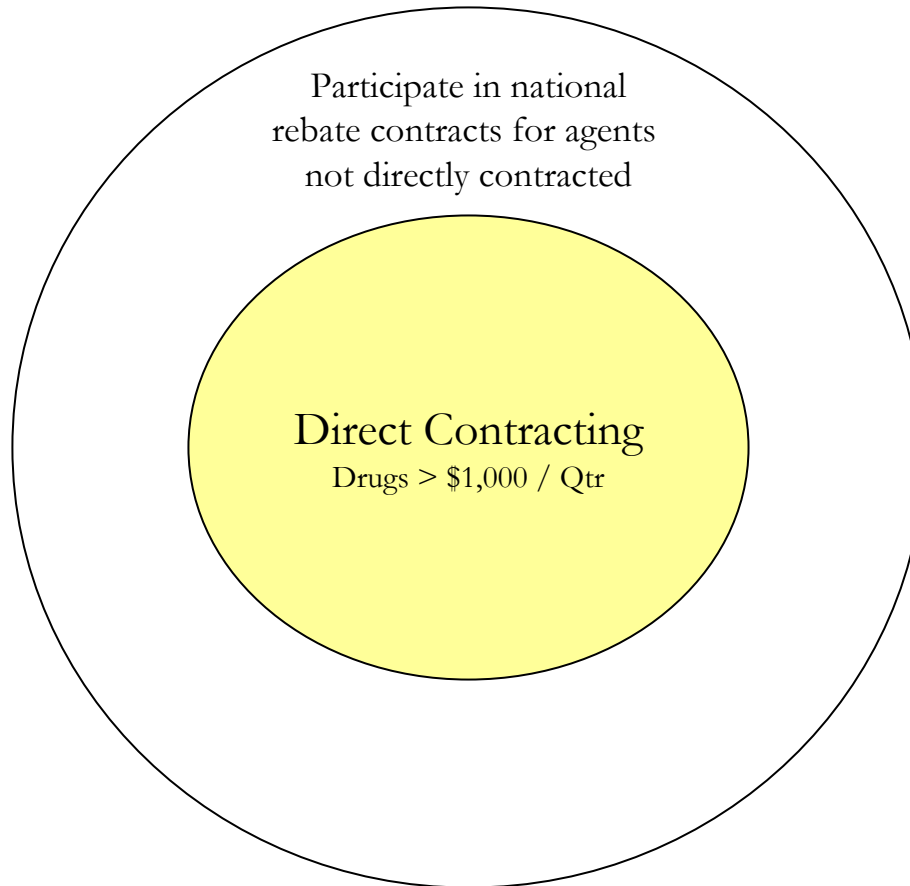 Participate in national
rebate contracts for agents
not directly contracted
Direct Contracting
Drugs > $1,000 / Qtr